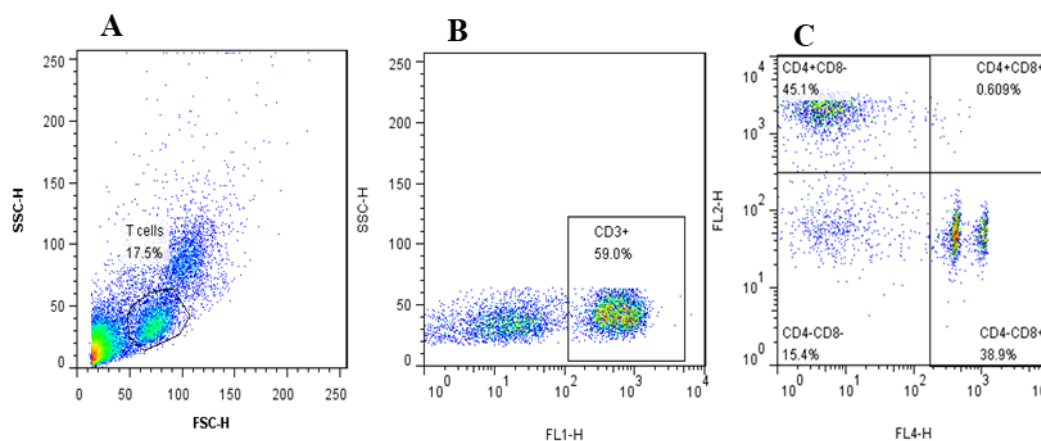 A
B
C
250
200
150
100
50
0
SSC-H
T cells
17.5%
0 50 100 150 200 250
FSC-H
250
200
150
100
50
0
SSC-H
CD3+
59.0%
10^0 10^1 10^2 10^3 10^4
FL1-H
CD4+CD8-
45.1%
CD4+CD8+
0.609%
10^4
10^3
10^2
10^1
10^0
FL2-H
CD4-CD8-
15.4%
CD4-CD8+
38.9%
10^0 10^1 10^2 10^3
FL4-H